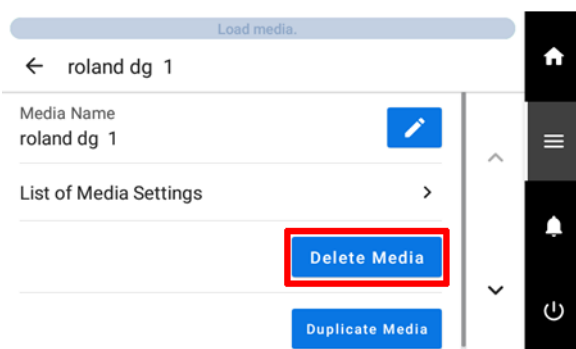 Load media.
roland dg 1
Media Name
roland dg 1
List of Media Settings
Delete Media
Duplicate Media